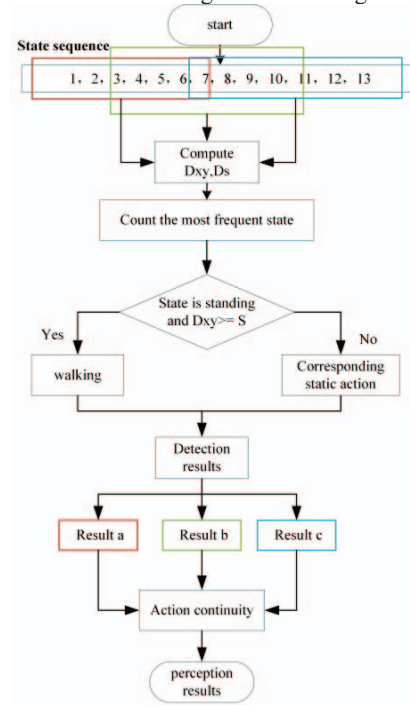 start
State sequence
1, 2, 3, 4, 5, 6, 7, 8, 9, 10, 11, 12, 13
Compute
Dxy,Ds
Count the most frequent state
State is standing
and Dxy>= S
Yes
No
walking
Corresponding
static action
Detection
results
Result a
Result b
Result c
Action continuity
perception
results